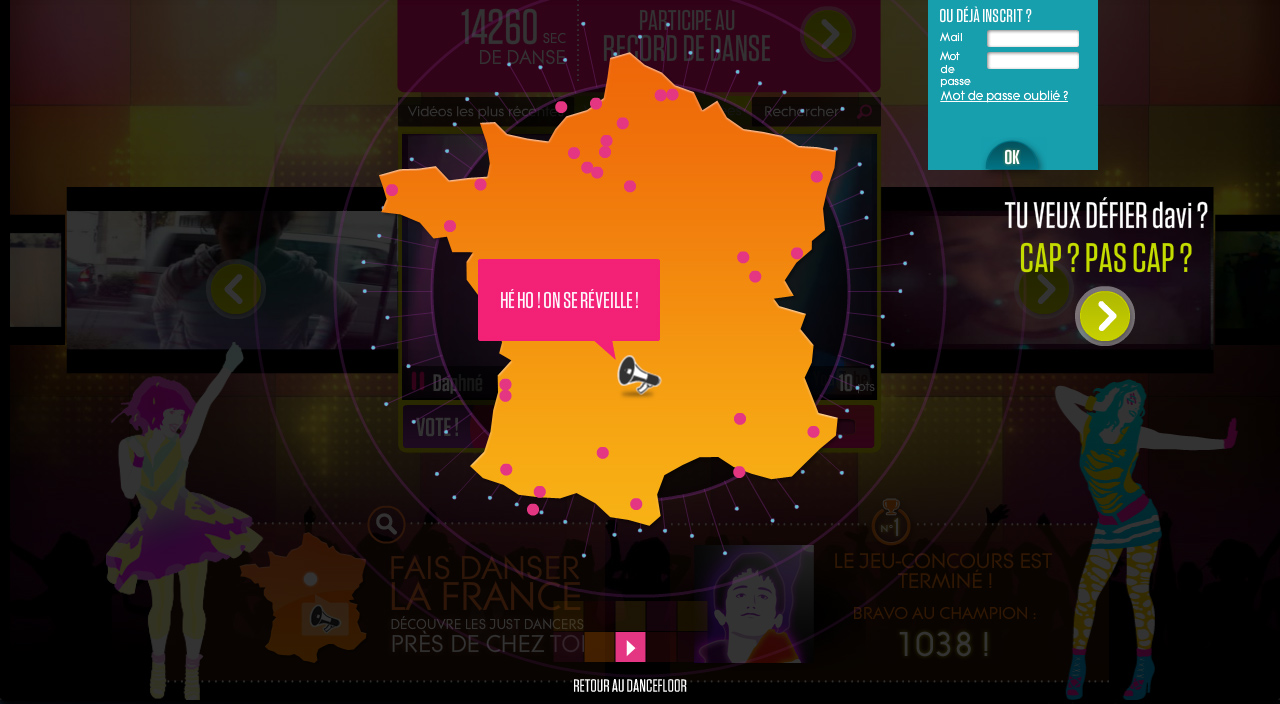 14260 SEC
DE DANSE
PARTICIPE AU
RECORD DE DANSE
OU DÉJÀ INSCRIT ?
Mail
Mot
de
passe
Mot de passe oublié ?
OK
Vidéos les plus récentes
Rechercher
TU VEUX DÉFIER davi ?
CAP ? PAS CAP ?
HÉ HO ! ON SE RÉVEILLE !
Daphné
10 pts
VOTE !
FAIS DANSER
LA FRANCE
DÉCOUVRE LES JUST DANCERS
PRÈS DE CHEZ TOI
N°1
LE JEU-CONCOURS EST
TERMINÉ !
BRAVO AU CHAMPION :
1038 !
RETOUR AU DANCEFLOOR